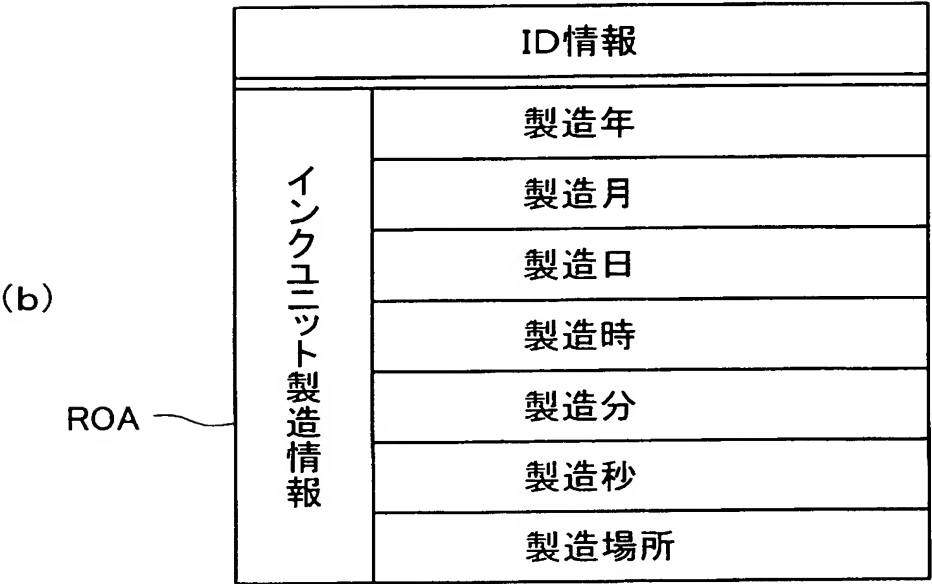 (b)
ROA
ID情報
インクユニット製造情報
製造年
製造月
製造日
製造時
製造分
製造秒
製造場所